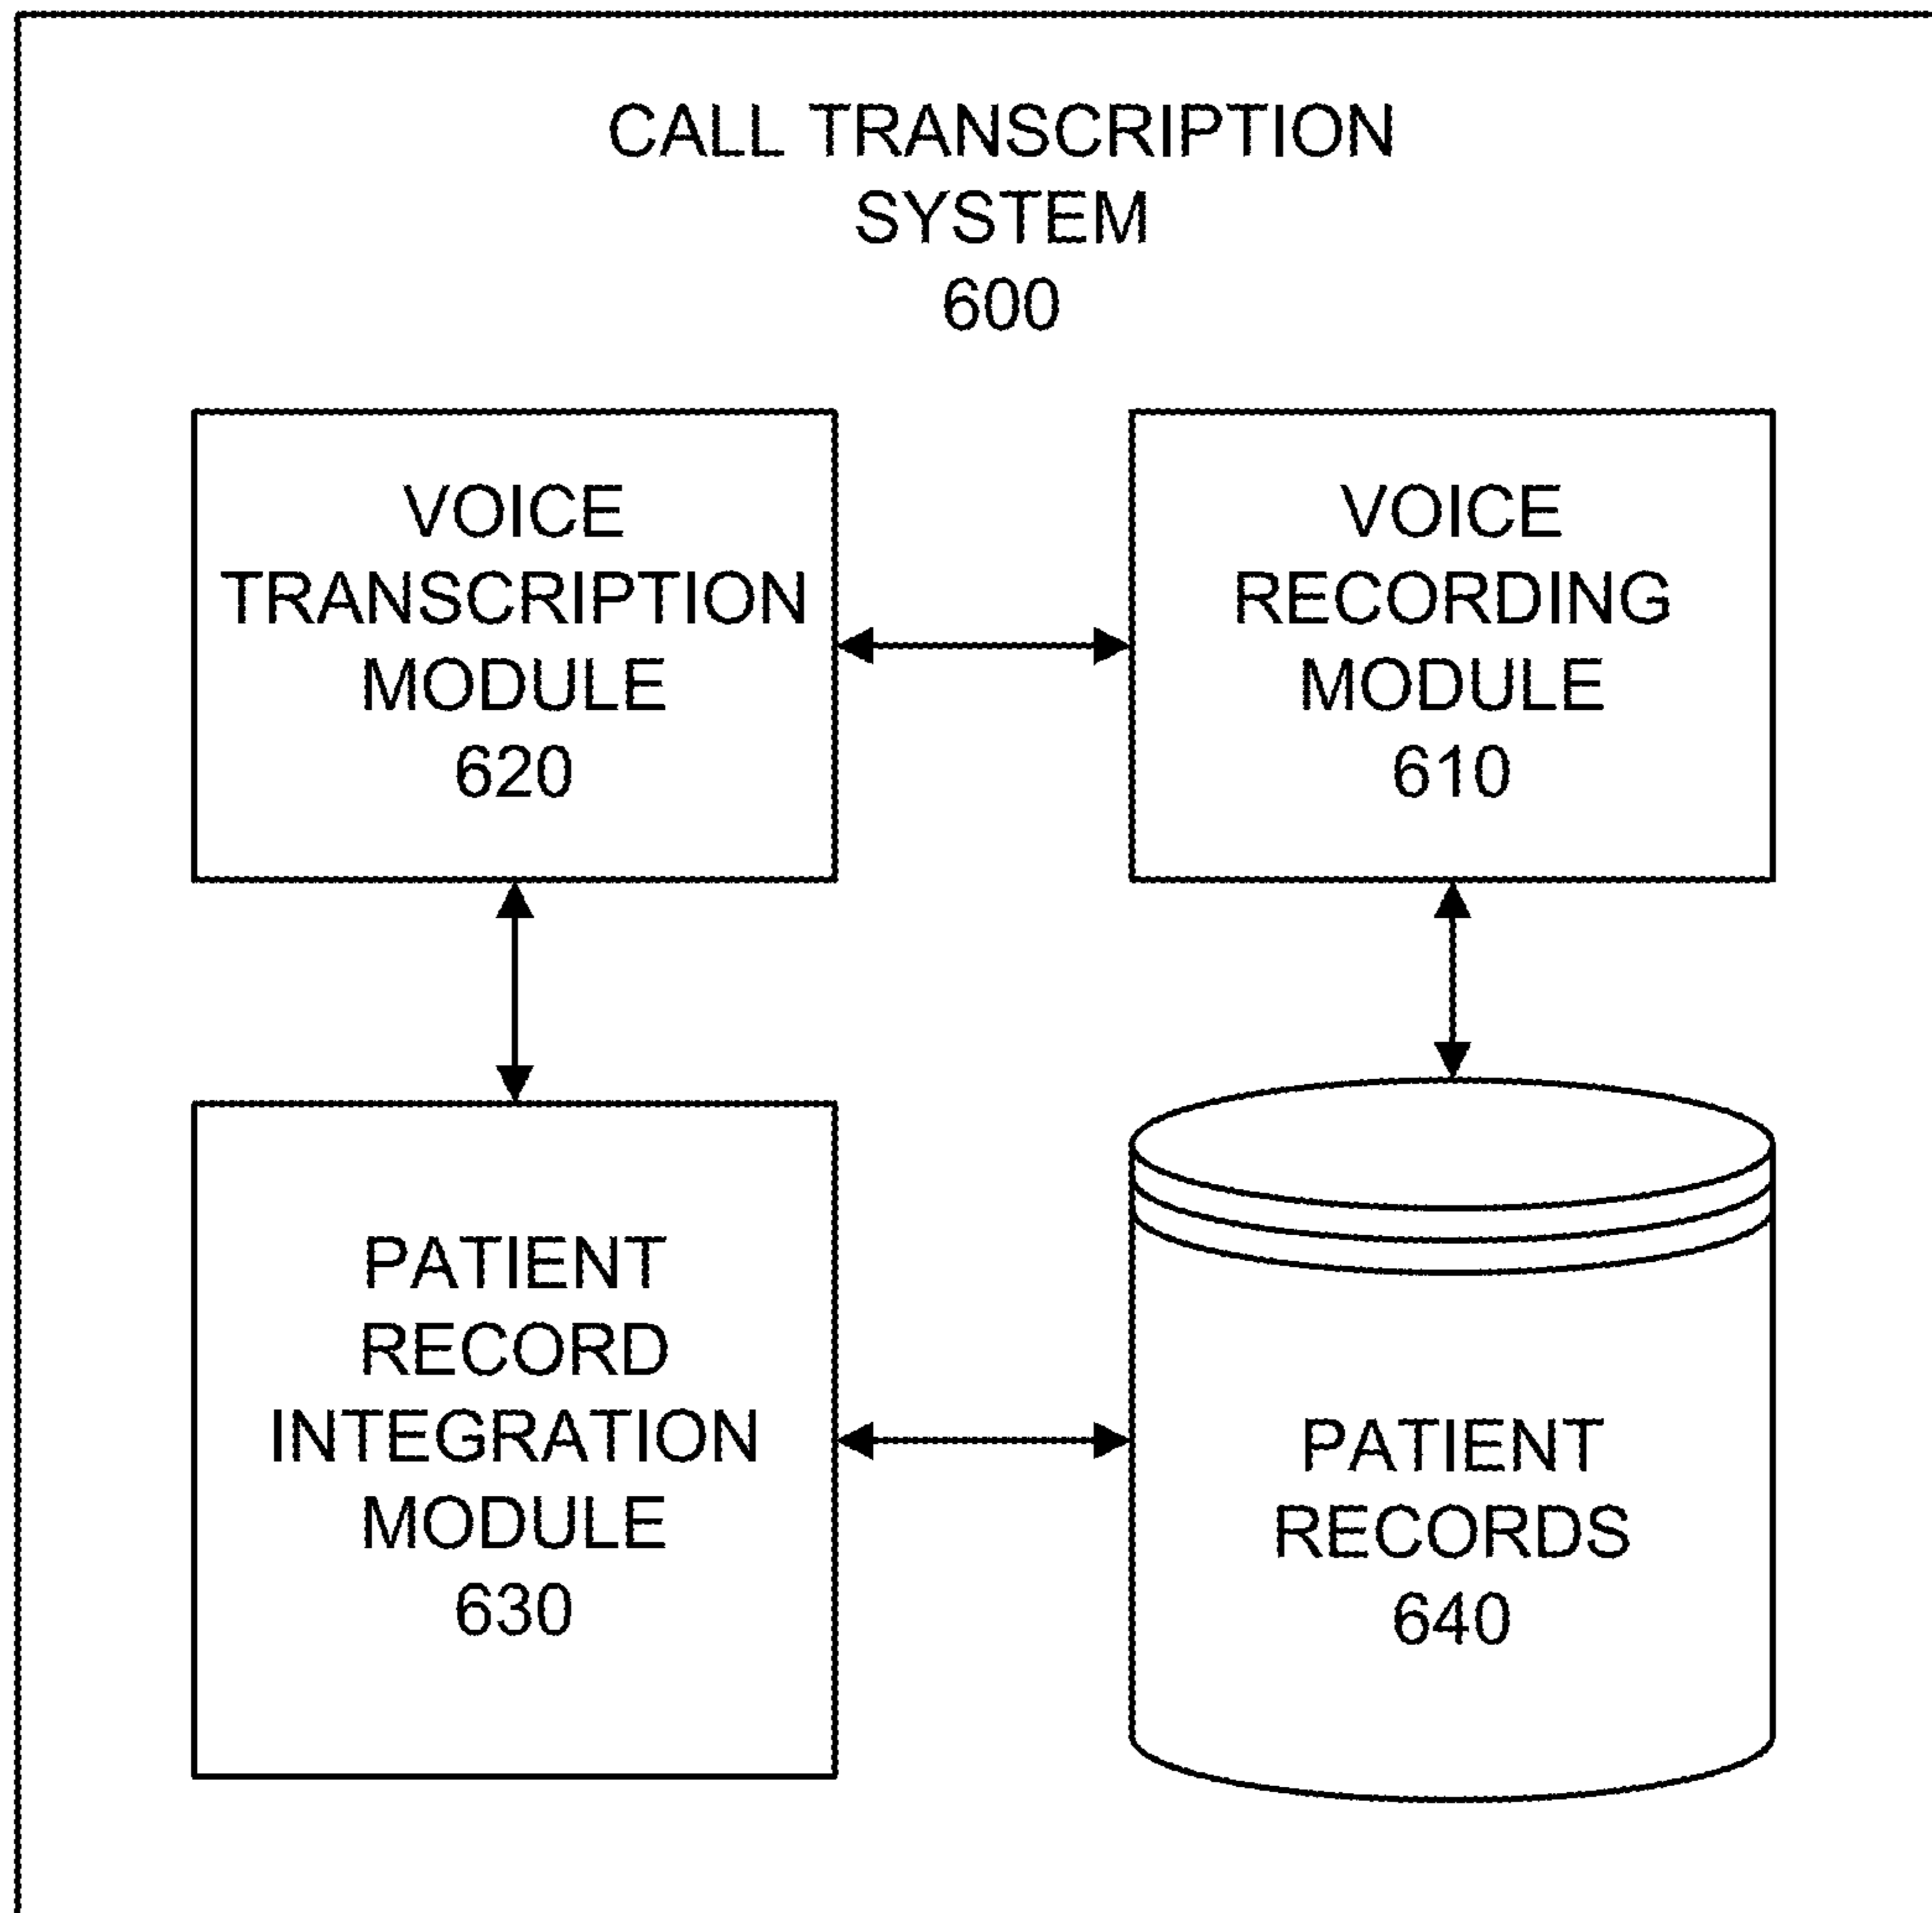 CALL TRANSCRIPTION
SYSTEM
600
VOICE
TRANSCRIPTION
MODULE
620
VOICE
RECORDING
MODULE
610
PATIENT
RECORD
INTEGRATION
MODULE
630
PATIENT
RECORDS
640